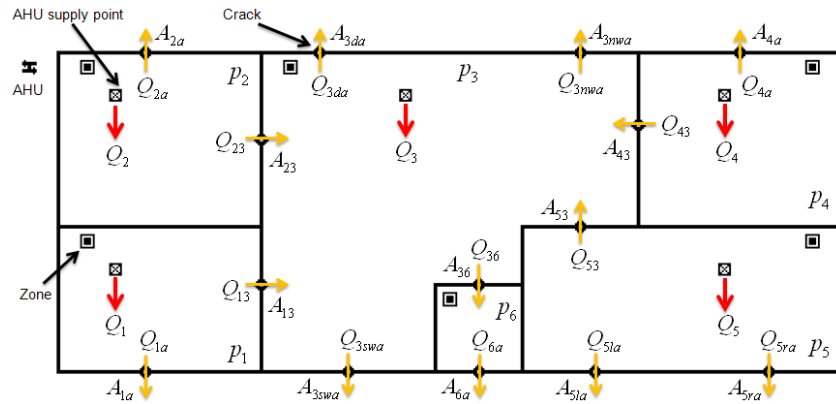 AHU supply point
Crack
A2a
A3da
A3nwa
A4a
AHU
p2
p3
Q2a
Q3da
Q3nwa
Q4a
Q2
Q23
A23
Q3
A43
Q43
Q4
p4
A53
Q36
Q53
A36
Zone
Q13
A13
p6
Q1
Q1a
p1
Q3swa
Q6a
Q5la
Q5
Q5ra
p5
A1a
A3swa
A6a
A5la
A5ra